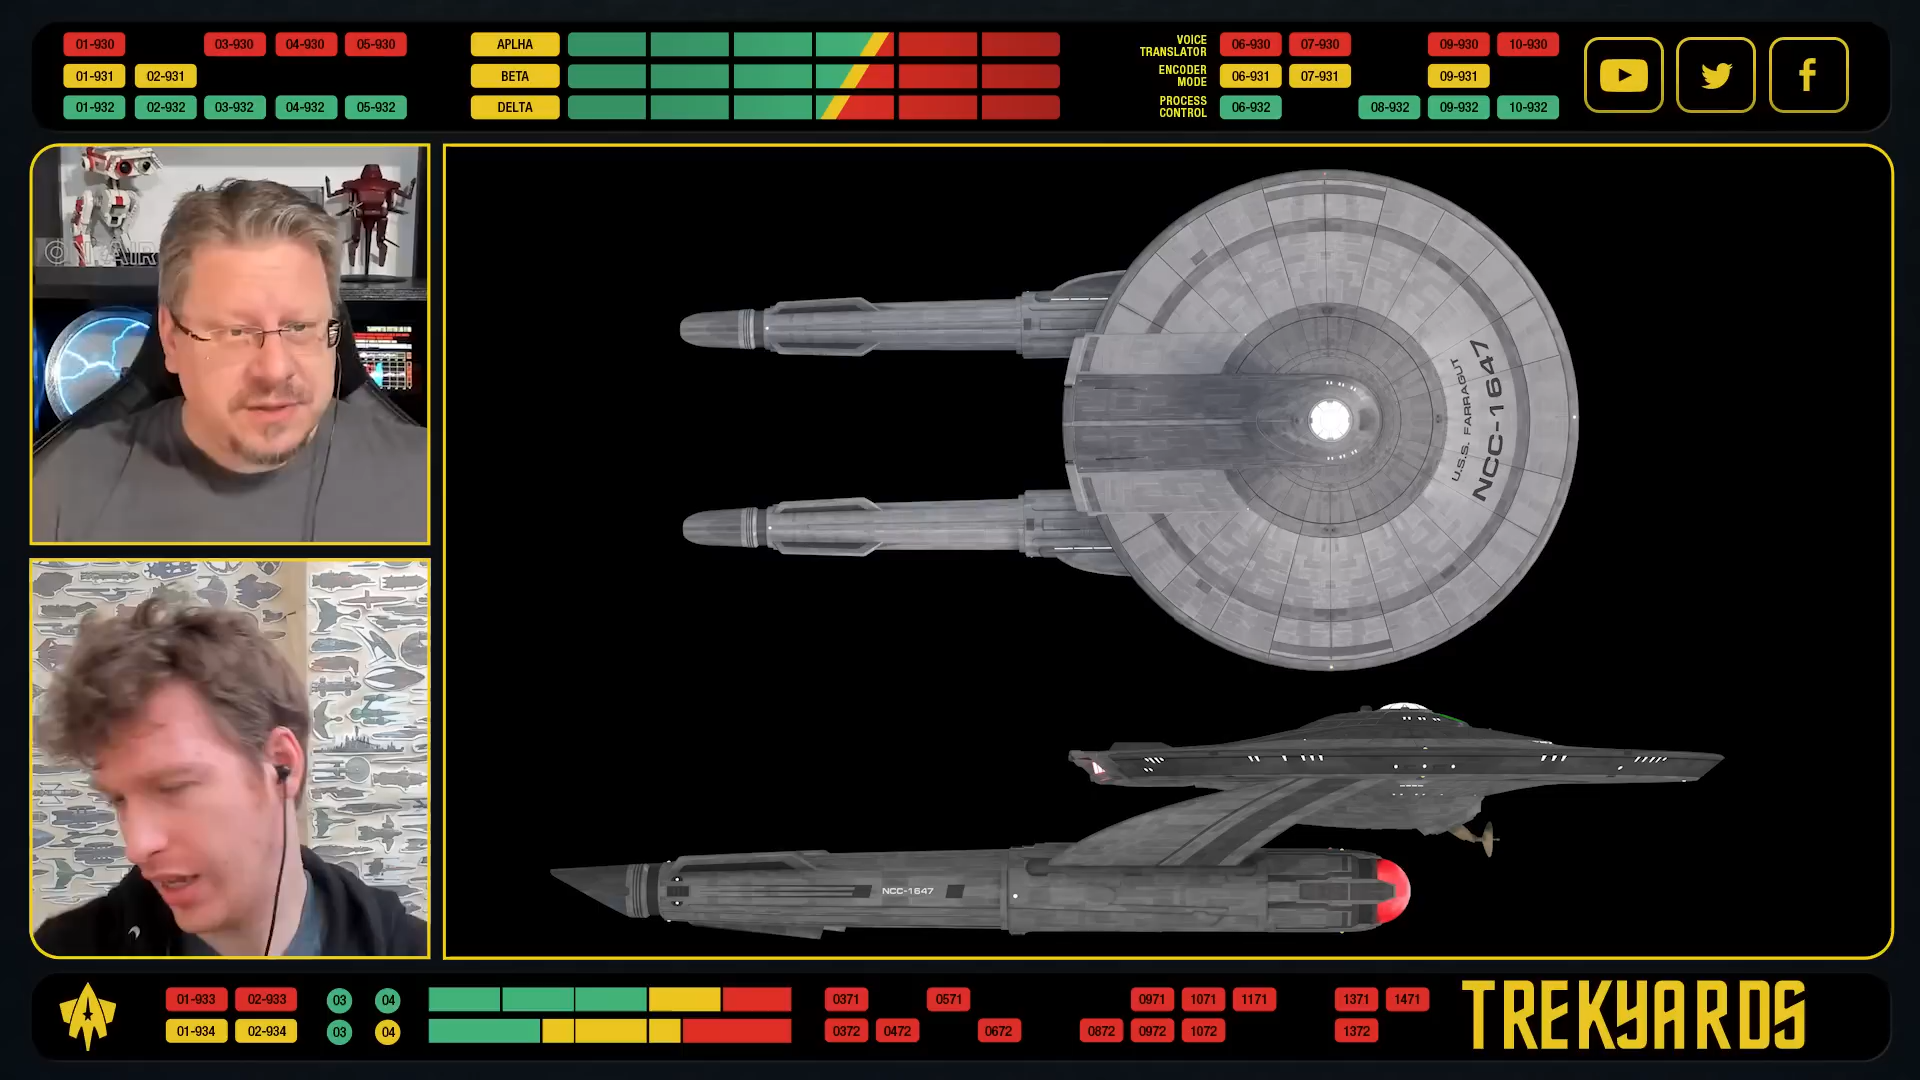 01-930 03-930 04-930 05-930
01-931 02-931
01-932 02-932 03-932 04-932 05-932
APLHA
BETA
DELTA
VOICE
TRANSLATOR
ENCODER
MODE
PROCESS
CONTROL
06-930 07-930 09-930 10-930
06-931 07-931 09-931
06-932 08-932 09-932 10-932
ON AIR
U.S.S. FARRAGUT
NCC-1647
NCC-1647
01-933 02-933 03 04
01-934 02-934 03 04
0371 0571 0971 1071 1171 1371 1471
0372 0472 0672 0872 0972 1072 1372
TREKYARDS